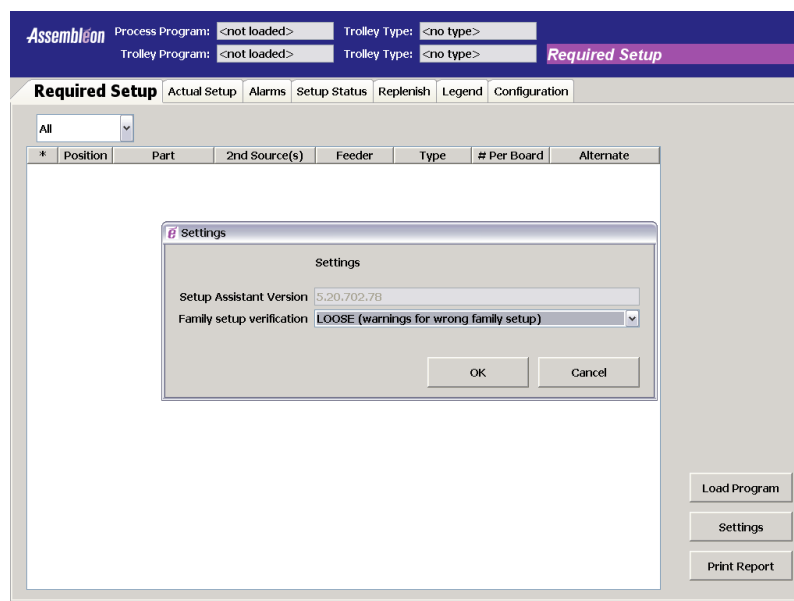 Assembléon Process Program: <not loaded> Trolley Type: <no type>
Trolley Program: <not loaded> Trolley Type: <no type> Required Setup
Required Setup Actual Setup Alarms Setup Status Replenish Legend Configuration
All
* Position Part 2nd Source(s) Feeder Type # Per Board Alternate
é Settings
Settings
Setup Assistant Version 5.20.702.78
Family setup verification LOOSE (warnings for wrong family setup)
OK Cancel
Load Program
Settings
Print Report